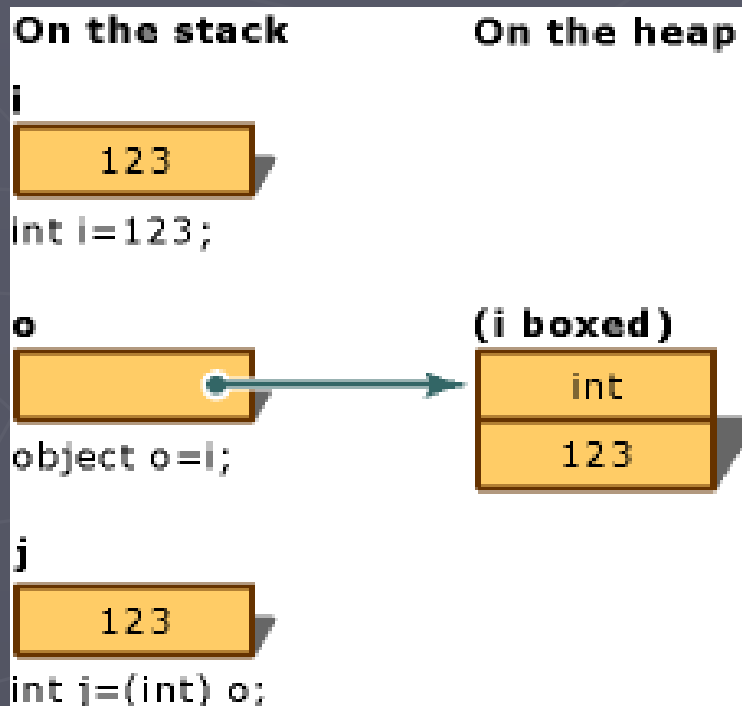 On the stack
On the heap
i
123
int i=123;
o
(i boxed)
int
123
object o=i;
j
123
int j=(int) o;